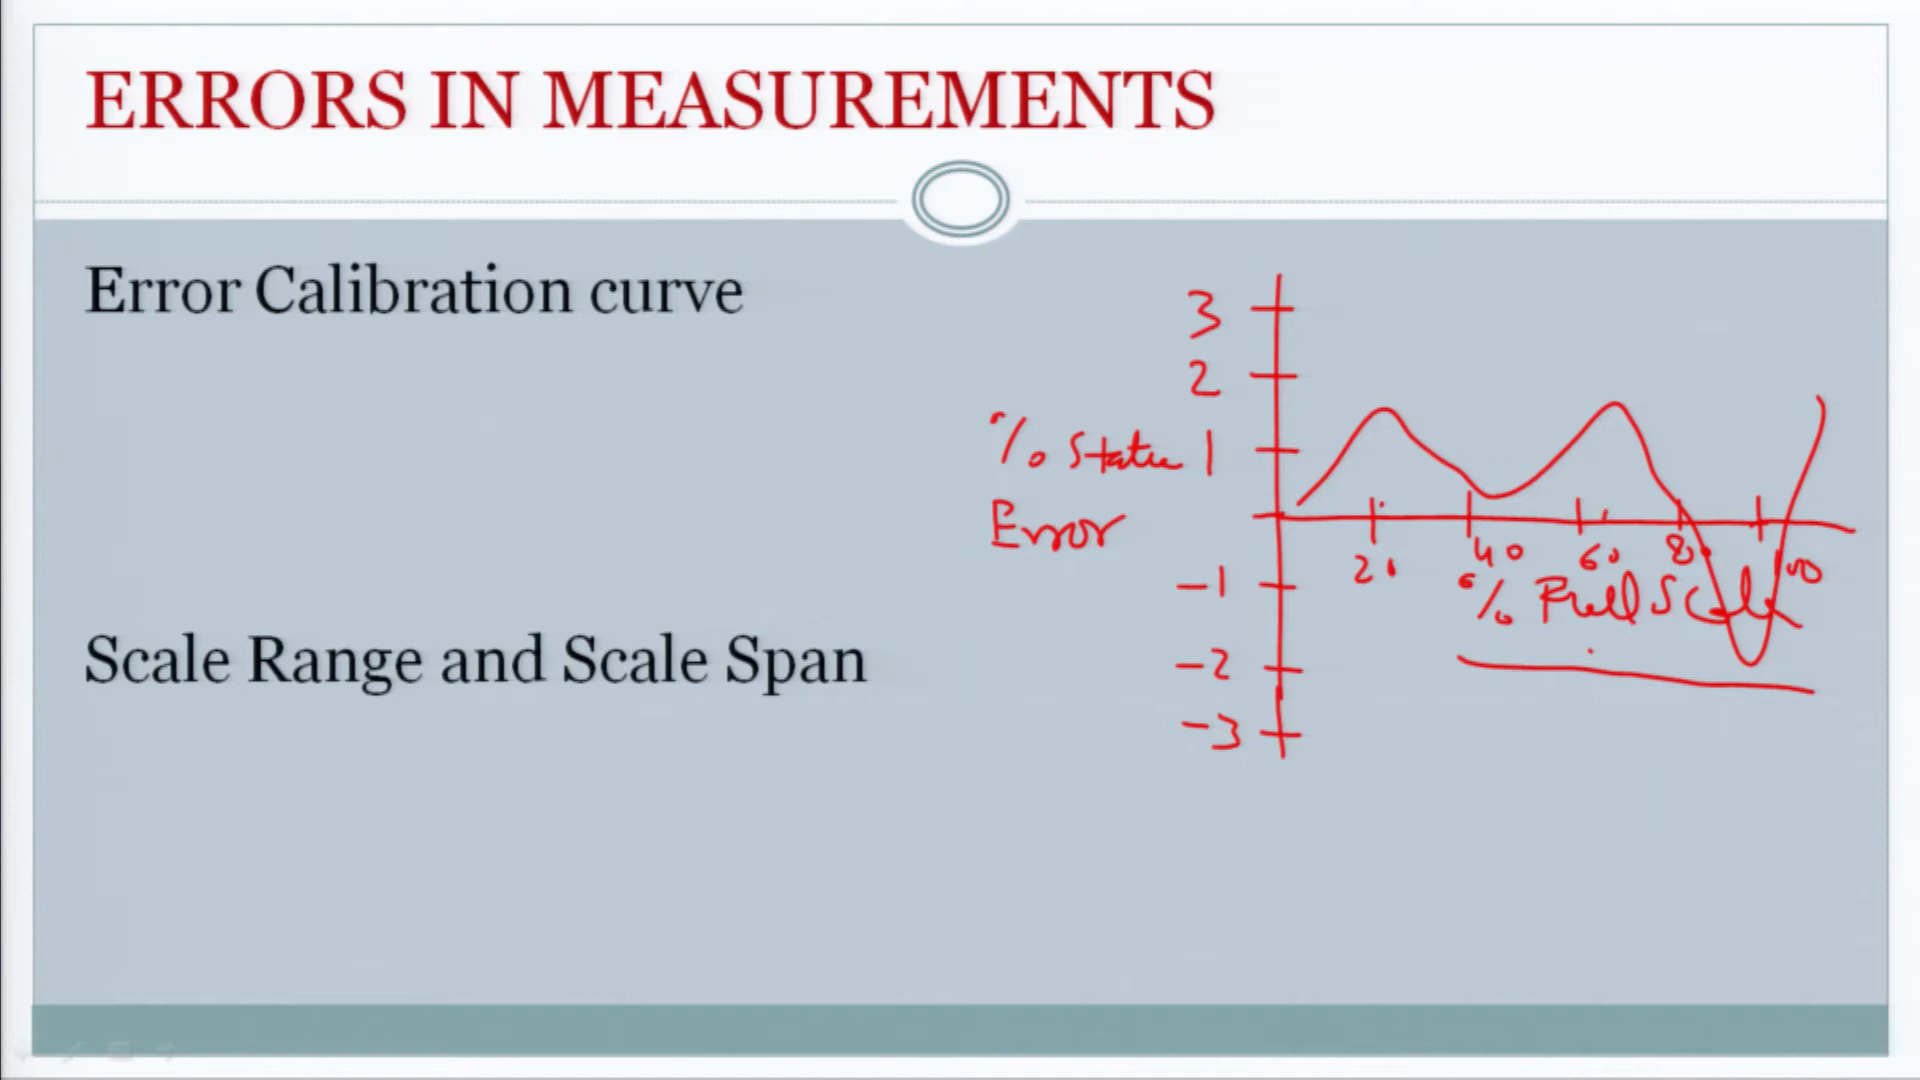 ERRORS IN MEASUREMENTS
Error Calibration curve
3
2
% Static 1
Error
20 40 60 80 100
-1
% Full Scale
Scale Range and Scale Span
-2
-3